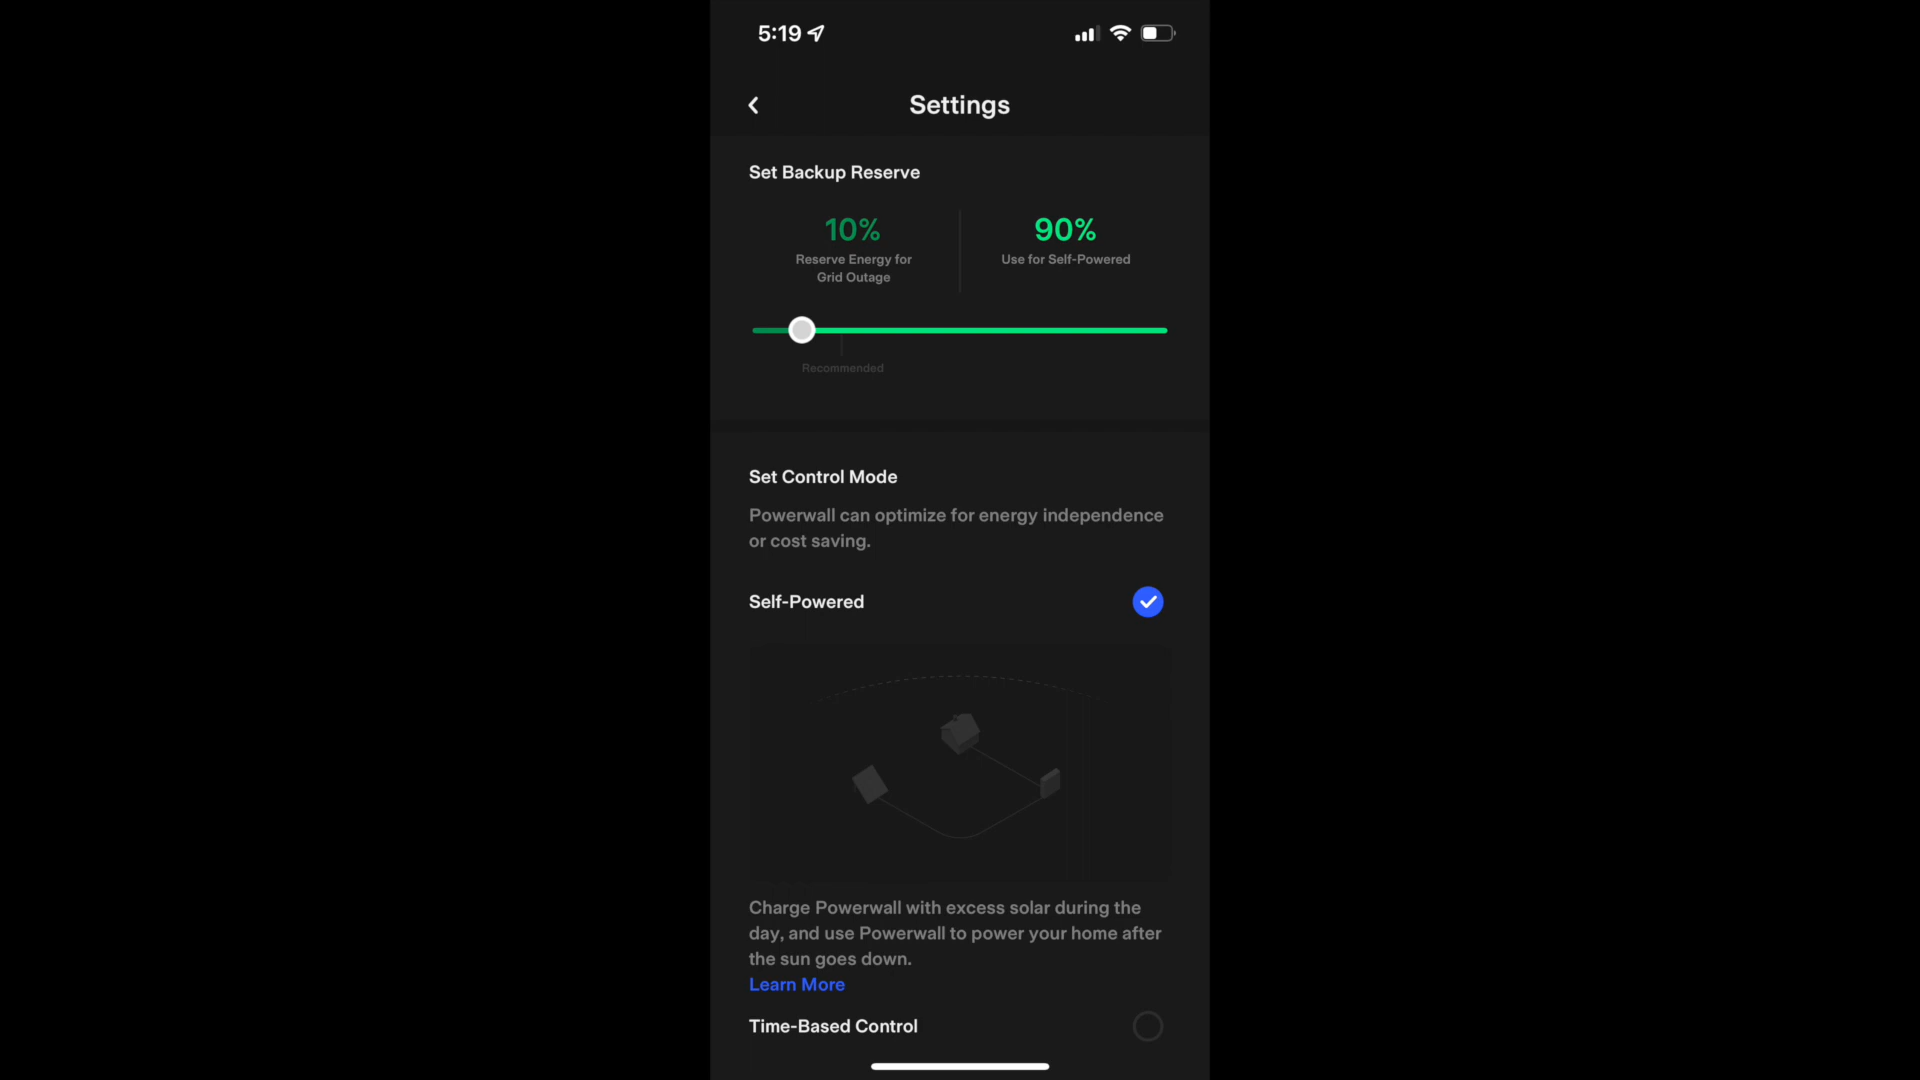 5:19
Settings
Set Backup Reserve
10%
Reserve Energy for
Grid Outage
90%
Use for Self-Powered
Recommended
Set Control Mode
Powerwall can optimize for energy independence
or cost saving.
Self-Powered
Charge Powerwall with excess solar during the
day, and use Powerwall to power your home after
the sun goes down.
Learn More
Time-Based Control